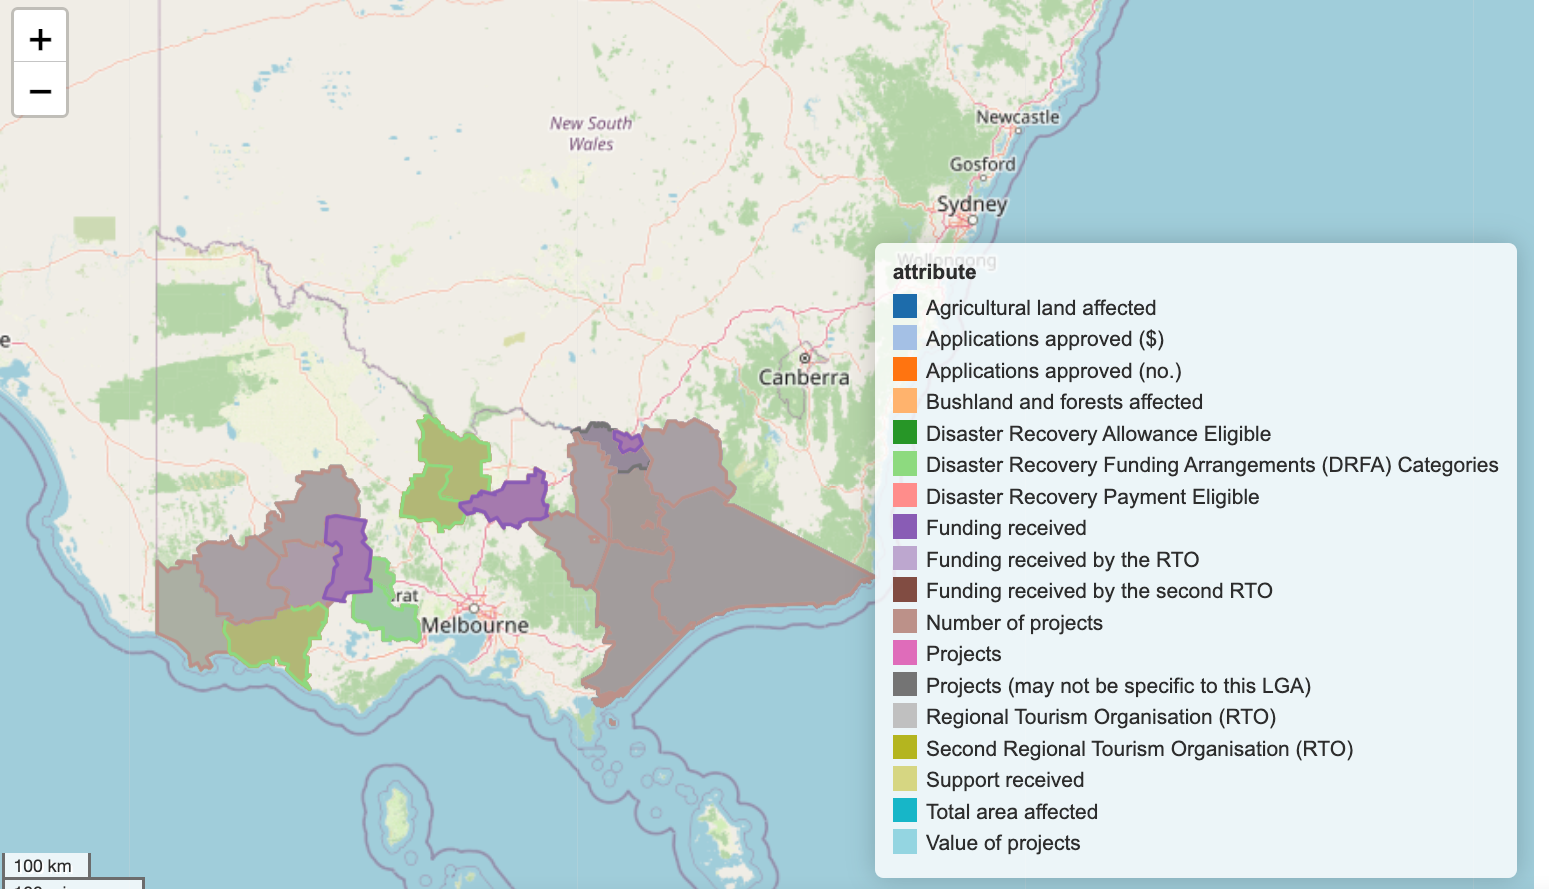 +
−
New South
Wales
Newcastle
Gosford
Sydney
Wollongong
Canberra
e
rat
Melbourne
attribute
Agricultural land affected
Applications approved ($)
Applications approved (no.)
Bushland and forests affected
Disaster Recovery Allowance Eligible
Disaster Recovery Funding Arrangements (DRFA) Categories
Disaster Recovery Payment Eligible
Funding received
Funding received by the RTO
Funding received by the second RTO
Number of projects
Projects
Projects (may not be specific to this LGA)
Regional Tourism Organisation (RTO)
Second Regional Tourism Organisation (RTO)
Support received
Total area affected
Value of projects
100 km